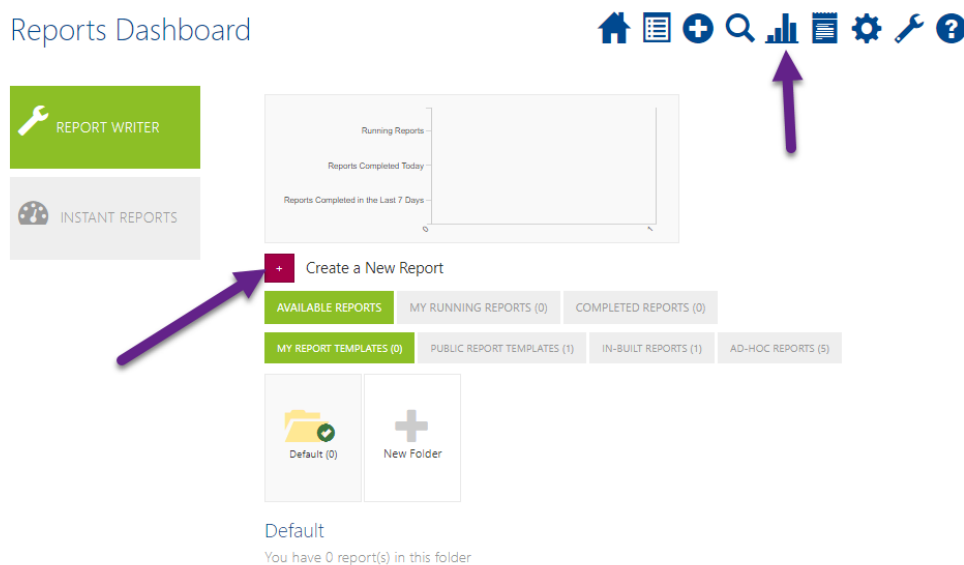 Reports Dashboard
?
REPORT WRITER
INSTANT REPORTS
Running Reports
Reports Completed Today
Reports Completed in the Last 7 Days
0
1
+ Create a New Report
AVAILABLE REPORTS MY RUNNING REPORTS (0) COMPLETED REPORTS (0)
MY REPORT TEMPLATES (0) PUBLIC REPORT TEMPLATES (1) IN-BUILT REPORTS (1) AD-HOC REPORTS (5)
Default (0) New Folder
Default
You have 0 report(s) in this folder